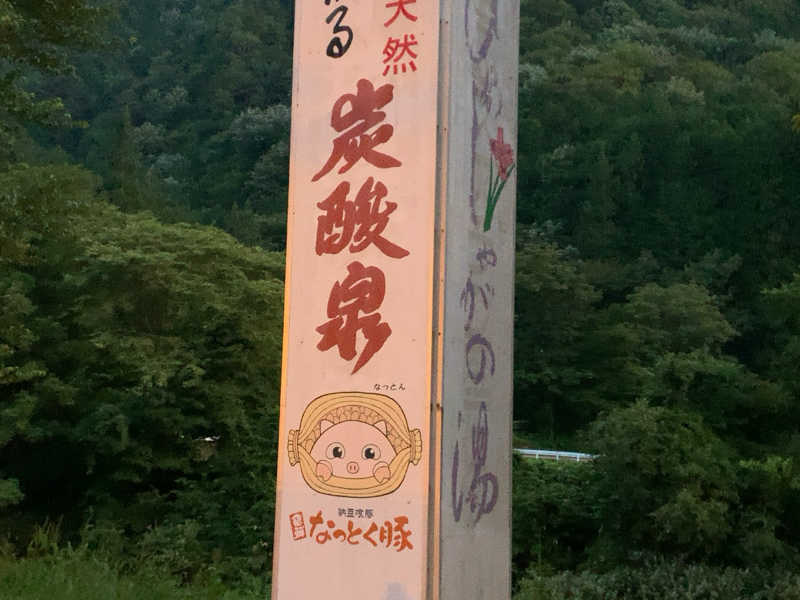 天然
る
炭酸泉
なっとん
納豆喰豚
なっとく豚
しゃがの湯